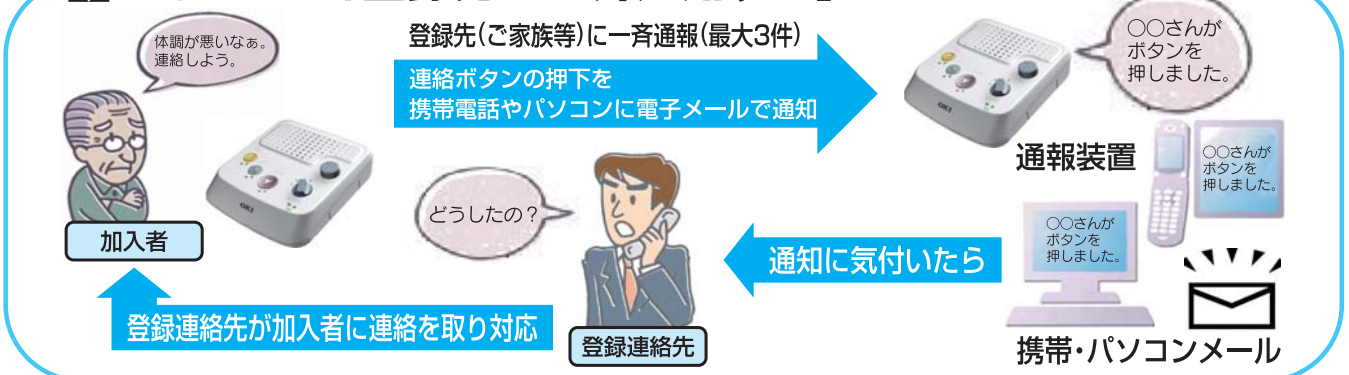 体調が悪いなぁ。
連絡しよう。
登録先(ご家族等)に一斉通報(最大3件)
連絡ボタンの押下を
携帯電話やパソコンに電子メールで通知
〇〇さんが
ボタンを
押しました。
OKI
OKI
通報装置
〇〇さんが
ボタンを
押しました。
どうしたの?
〇〇さんが
ボタンを
押しました。
加入者
通知に気付いたら
登録連絡先が加入者に連絡を取り対応
登録連絡先
携帯・パソコンメール